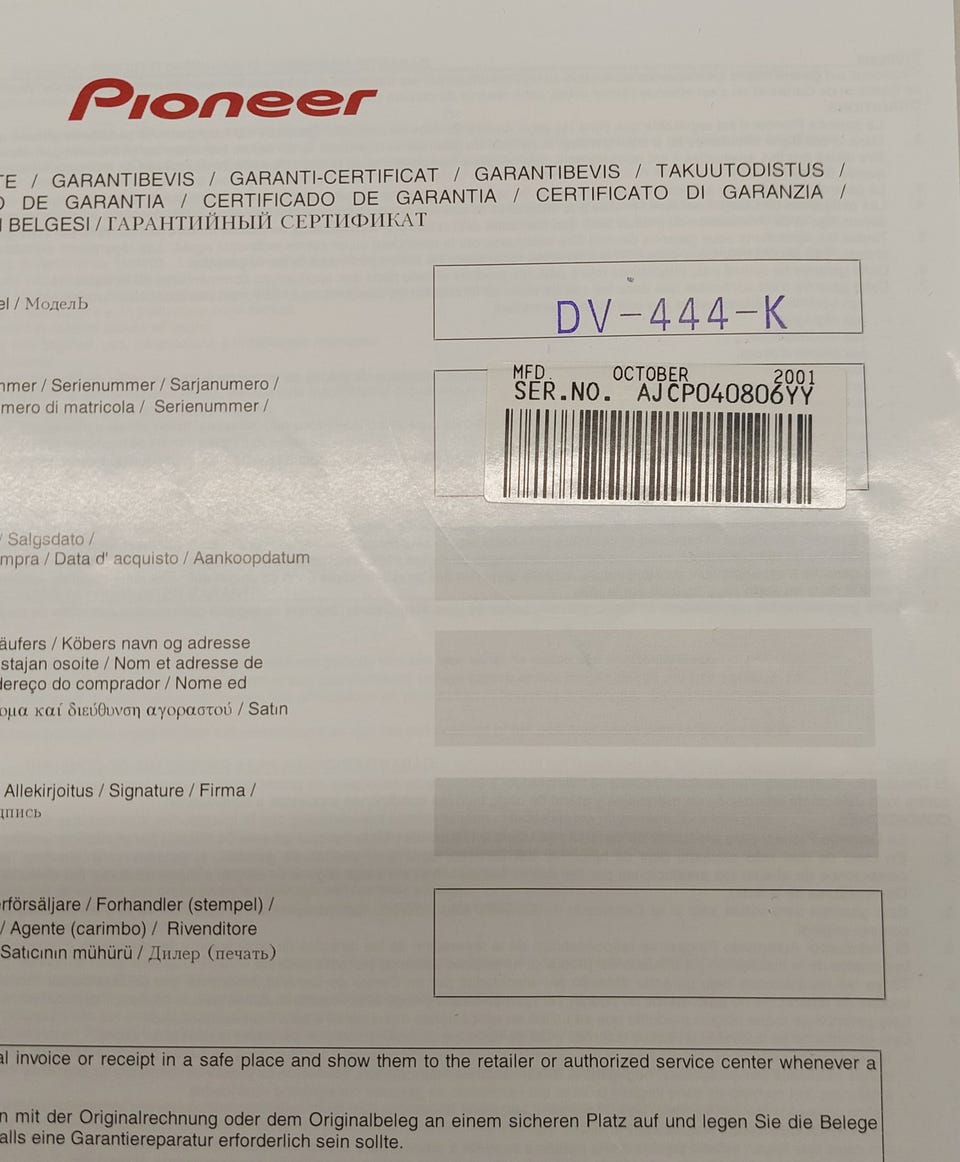 Pioneer
TE / GARANTIBEVIS / GARANTI-CERTIFICAT / GARANTIBEVIS / TAKUUTODISTUS /
O DE GARANTIA / CERTIFICADO DE GARANTIA / CERTIFICATO DI GARANZIA /
BELGESI / ГАРАНТИЙНЫЙ СЕРТИФИКАТ
el / МоделЬ
DV-444-K
mmer / Serienummer / Sarjanumero /
mero di matricola / Serienummer /
MFD. OCTOBER 2001
SER.NO. AJCP040806YY
/ Salgsdato /
mpra / Data d' acquisto / Aankoopdatum
äufers / Köbers navn og adresse
stajan osoite / Nom et adresse de
dereço do comprador / Nome ed
ομα καί διεύθυνση αγοραστού / Satın
Allekirjoitus / Signature / Firma /
дпись
rförsäljare / Forhandler (stempel) /
/ Agente (carimbo) / Rivenditore
Satıcının mühürü / Дилер (печать)
al invoice or receipt in a safe place and show them to the retailer or authorized service center whenever a
n mit der Originalrechnung oder dem Originalbeleg an einem sicheren Platz auf und legen Sie die Belege
alls eine Garantiereparatur erforderlich sein sollte.